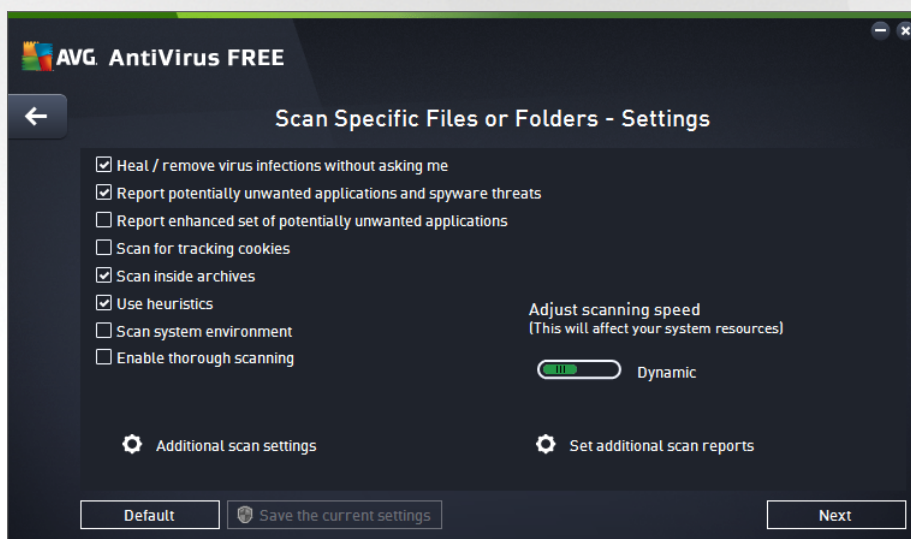 AVG. AntiVirus FREE
Scan Specific Files or Folders - Settings
Heal / remove virus infections without asking me
Report potentially unwanted applications and spyware threats
Report enhanced set of potentially unwanted applications
Scan for tracking cookies
Scan inside archives
Use heuristics
Scan system environment
Enable thorough scanning
Adjust scanning speed
(This will affect your system resources)
Dynamic
Additional scan settings
Set additional scan reports
Default
Save the current settings
Next